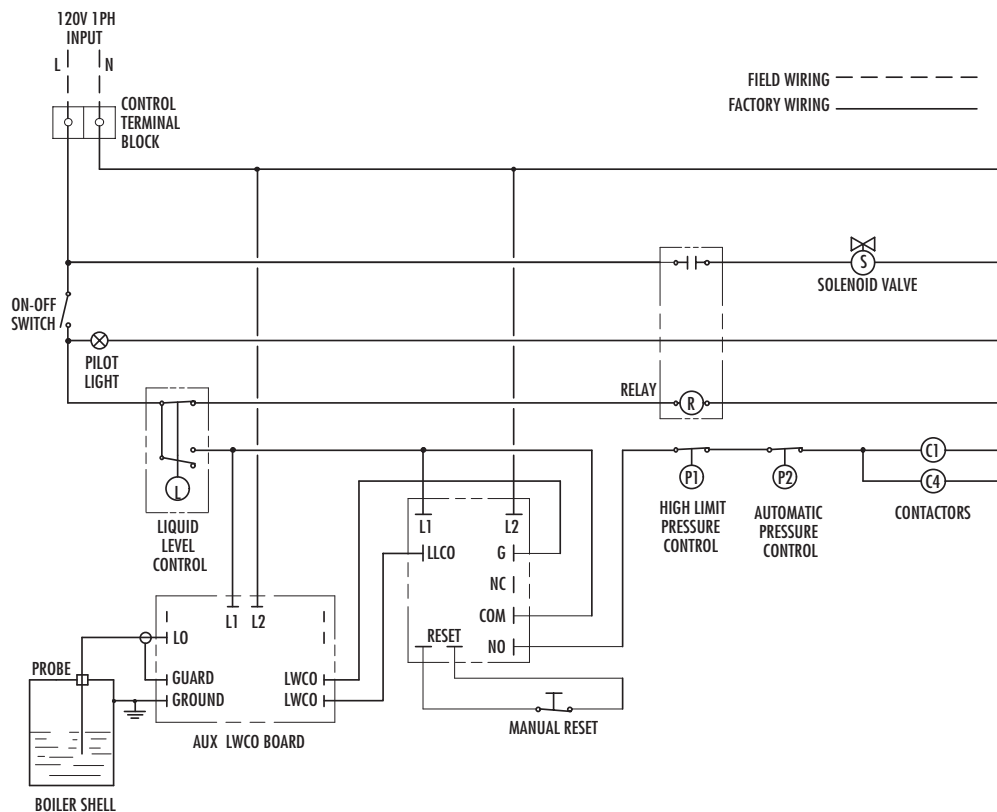 120V 1PH
INPUT
L
N
CONTROL
TERMINAL
BLOCK
FIELD WIRING
FACTORY WIRING
ON-OFF
SWITCH
PILOT
LIGHT
S
SOLENOID VALVE
RELAY
R
L
LIQUID
LEVEL
CONTROL
P1
HIGH LIMIT
PRESSURE
CONTROL
P2
AUTOMATIC
PRESSURE
CONTROL
C1
C4
CONTACTORS
L1
L2
LLCO
G
NC
COM
RESET
NO
MANUAL RESET
L1 L2
LO
GUARD
GROUND
LWCO
LWCO
AUX LWCO BOARD
PROBE
BOILER SHELL